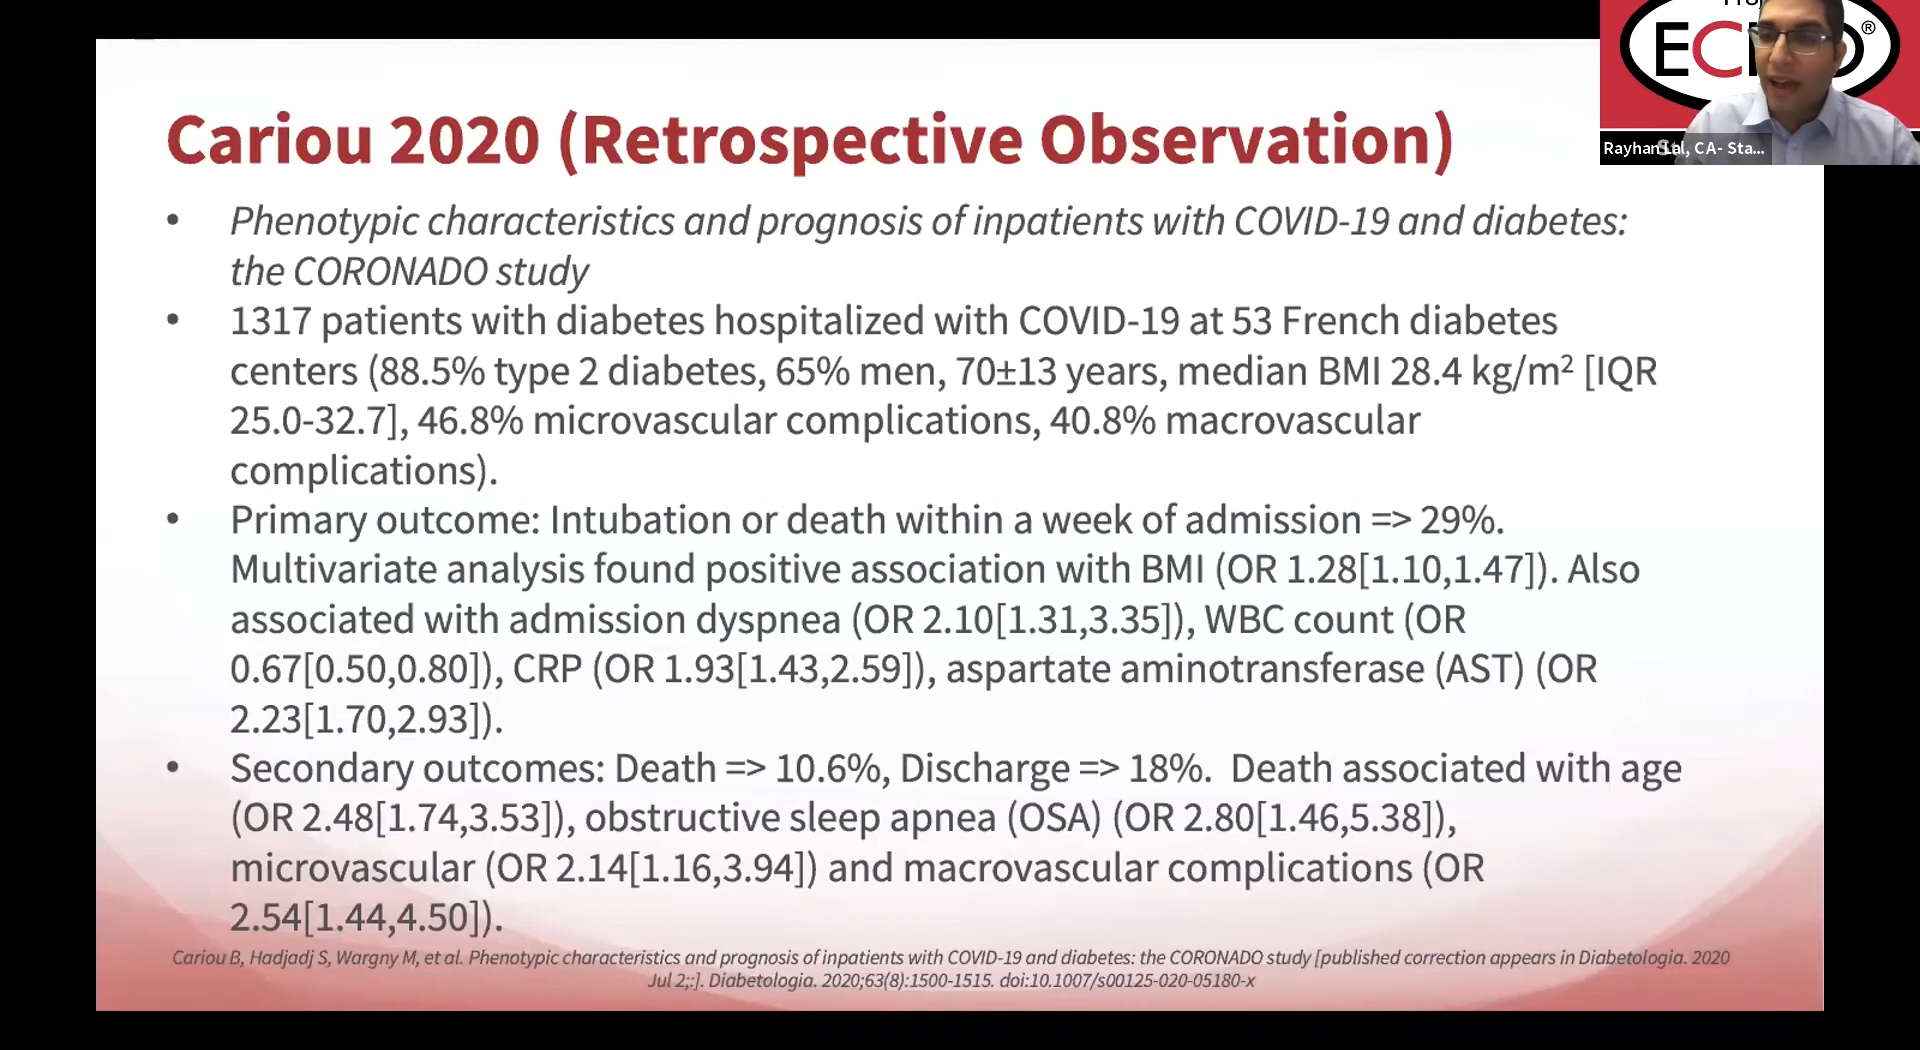 Cariou 2020 (Retrospective Observation)
• Phenotypic characteristics and prognosis of inpatients with COVID-19 and diabetes:
the CORONADO study
• 1317 patients with diabetes hospitalized with COVID-19 at 53 French diabetes
centers (88.5% type 2 diabetes, 65% men, 70±13 years, median BMI 28.4 kg/m² [IQR
25.0-32.7], 46.8% microvascular complications, 40.8% macrovascular
complications).
• Primary outcome: Intubation or death within a week of admission => 29%.
Multivariate analysis found positive association with BMI (OR 1.28[1.10,1.47]). Also
associated with admission dyspnea (OR 2.10[1.31,3.35]), WBC count (OR
0.67[0.50,0.80]), CRP (OR 1.93[1.43,2.59]), aspartate aminotransferase (AST) (OR
2.23[1.70,2.93]).
• Secondary outcomes: Death => 10.6%, Discharge => 18%.  Death associated with age
(OR 2.48[1.74,3.53]), obstructive sleep apnea (OSA) (OR 2.80[1.46,5.38]),
microvascular (OR 2.14[1.16,3.94]) and macrovascular complications (OR
2.54[1.44,4.50]).
Cariou B, Hadjadj S, Wargny M, et al. Phenotypic characteristics and prognosis of inpatients with COVID-19 and diabetes: the CORONADO study [published correction appears in Diabetologia. 2020
Jul 2;:]. Diabetologia. 2020;63(8):1500-1515. doi:10.1007/s00125-020-05180-x
Rayhan Lal, CA- Sta...